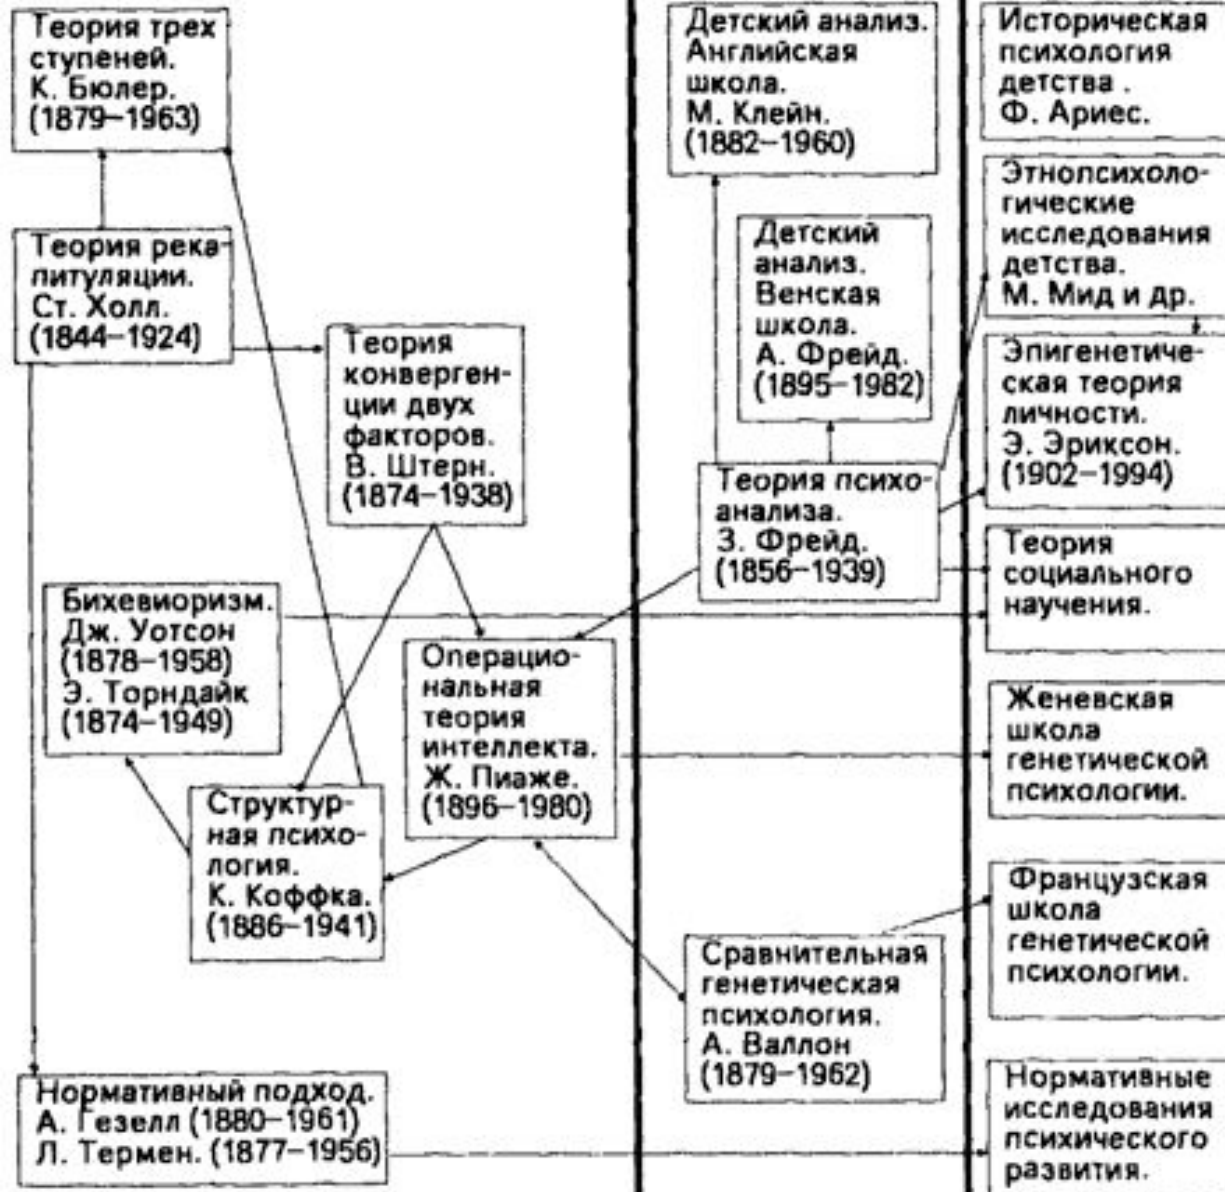 Теория трех
ступеней.
К. Бюлер.
(1879–1963)
Теория река-
питуляции.
Ст. Холл.
(1844–1924)
Теория
конверген-
ции двух
факторов.
В. Штерн.
(1874–1938)
Бихевиоризм.
Дж. Уотсон
(1878–1958)
Э. Торндайк
(1874–1949)
Операцио-
нальная
теория
интеллекта.
Ж. Пиаже.
(1896–1980)
Структур-
ная психо-
логия.
К. Коффка.
(1886–1941)
Нормативный подход.
А. Гезелл (1880–1961)
Л. Термен. (1877–1956)
Детский анализ.
Английская
школа.
М. Клейн.
(1882–1960)
Детский
анализ.
Венская
школа.
А. Фрейд.
(1895–1982)
Теория психо-
анализа.
З. Фрейд.
(1856–1939)
Сравнительная
генетическая
психология.
А. Валлон
(1879–1962)
Историческая
психология
детства .
Ф. Ариес.
Этнопсихоло-
гические
исследования
детства.
М. Мид и др.
Эпигенетиче-
ская теория
личности.
Э. Эриксон.
(1902–1994)
Теория
социального
научения.
Женевская
школа
генетической
психологии.
Французская
школа
генетической
психологии.
Нормативные
исследования
психического
развития.